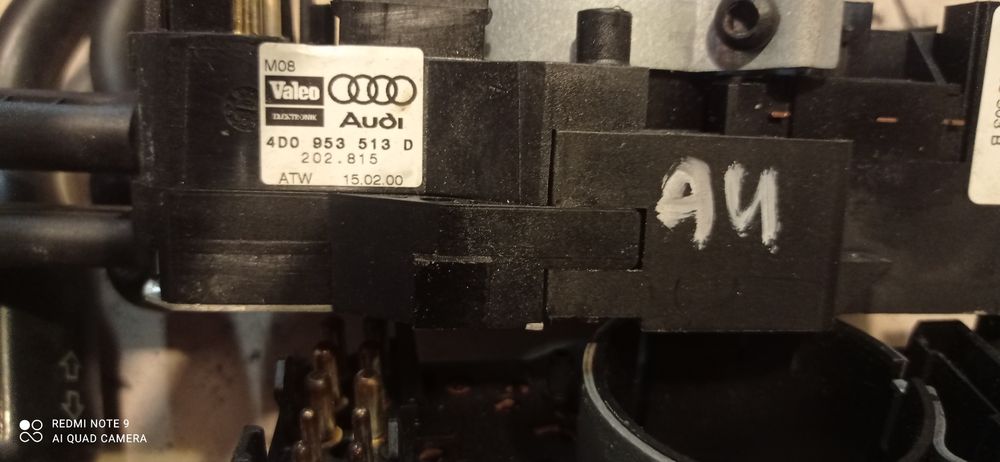 M08
Valeo
ELEKTRONIK
Audi
4D0 953 513 D
202.815
ATW 15.02.00
A4
REDMI NOTE 9
AI QUAD CAMERA